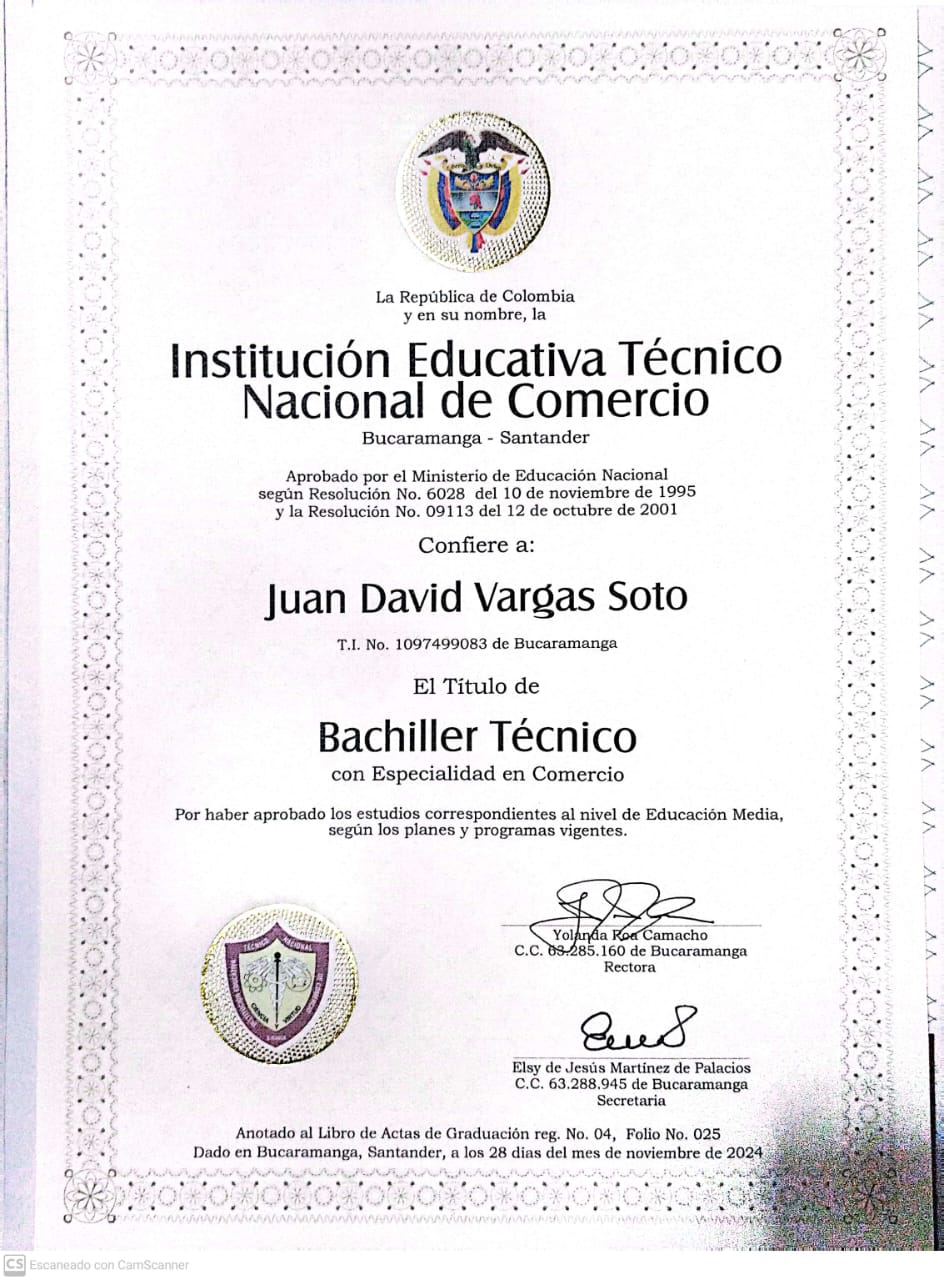 La República de Colombia
y en su nombre, la
Institución Educativa Técnico
Nacional de Comercio
Bucaramanga - Santander
Aprobado por el Ministerio de Educación Nacional
según Resolución No. 6028 del 10 de noviembre de 1995
y la Resolución No. 09113 del 12 de octubre de 2001
Confiere a:
Juan David Vargas Soto
T.I. No. 1097499083 de Bucaramanga
El Título de
Bachiller Técnico
con Especialidad en Comercio
Por haber aprobado los estudios correspondientes al nivel de Educación Media,
según los planes y programas vigentes.
Yolanda Roa Camacho
C.C. 63.285.160 de Bucaramanga
Rectora
TÉCNICO NACIONAL
DE COMERCIO
CIENCIA
VIRTUD
Elsy de Jesús Martínez de Palacios
C.C. 63.288.945 de Bucaramanga
Secretaria
Anotado al Libro de Actas de Graduación reg. No. 04, Folio No. 025
Dado en Bucaramanga, Santander, a los 28 dias del mes de noviembre de 2024
CS Escaneado con CamScanner